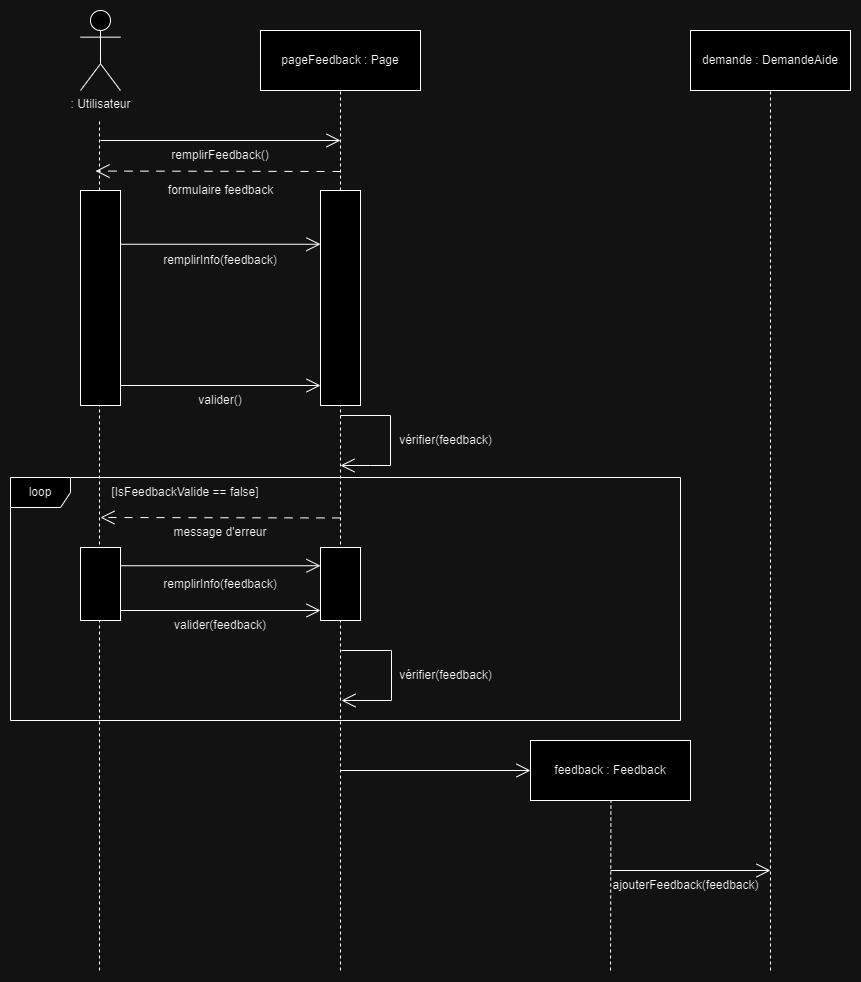 pageFeedback : Page
demande : DemandeAide
: Utilisateur
remplirFeedback()
formulaire feedback
remplirInfo(feedback)
valider()
vérifier(feedback)
loop
[IsFeedbackValide == false]
message d'erreur
remplirInfo(feedback)
valider(feedback)
vérifier(feedback)
feedback : Feedback
ajouterFeedback(feedback)